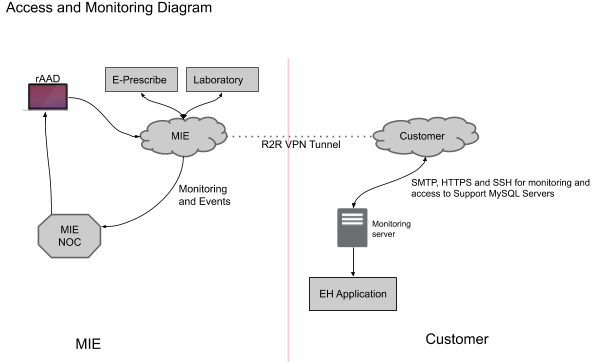 Access and Monitoring Diagram
rAAD
E-Prescribe
Laboratory
MIE
Customer
R2R VPN Tunnel
Monitoring
and Events
SMTP, HTTPS and SSH for monitoring and
access to Support MySQL Servers
MIE
NOC
Monitoring
server
EH Application
MIE
Customer